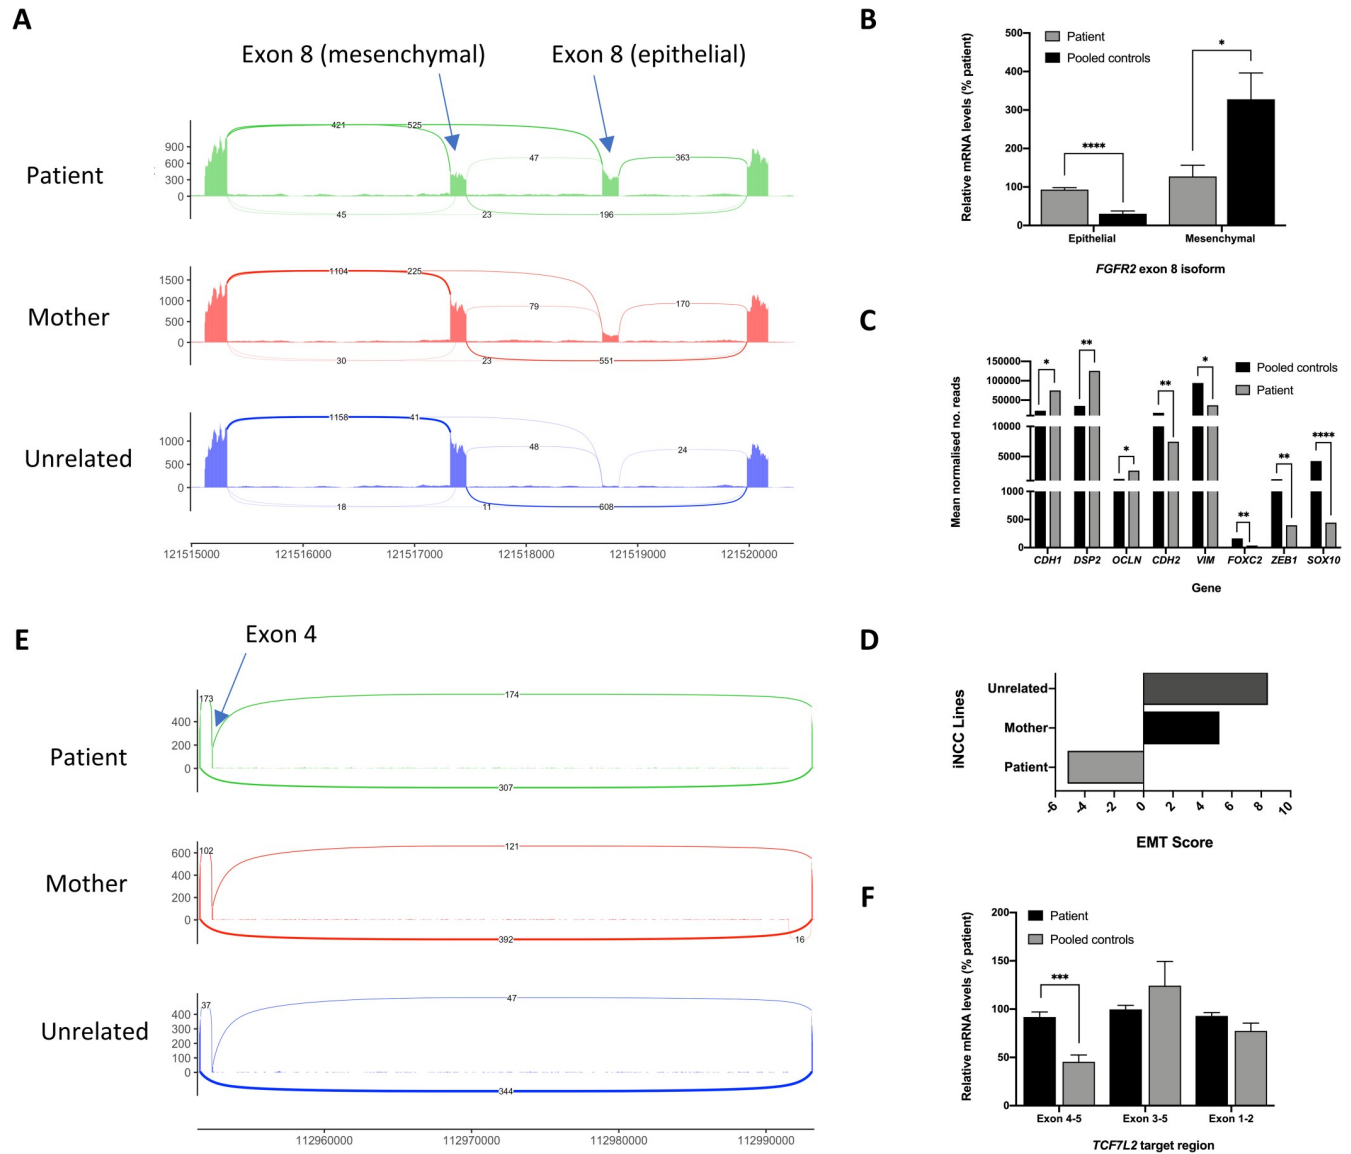 A
Exon 8 (mesenchymal)
Exon 8 (epithelial)
Patient
900
600
300
0
421
525
47
363
45
23
196
Mother
1500
1000
500
0
1104
225
79
170
30
23
551
Unrelated
1000
500
0
1158
41
48
24
18
11
608
121515000
121516000
121517000
121518000
121519000
121520000
B
Relative mRNA levels (% patient)
500
400
300
200
100
0
Patient
Pooled controls
****
*
Epithelial
Mesenchymal
FGFR2 exon 8 isoform
C
Mean normalised no. reads
150000
100000
50000
10000
5000
1000
500
0
Pooled controls
Patient
*
**
*
**
*
**
**
****
CDH1
DSP2
OCLN
CDH2
VIM
FOXC2
ZEB1
SOX10
Gene
D
iNCC Lines
Unrelated
Mother
Patient
-6
-4
-2
0
2
4
6
8
10
EMT Score
E
Exon 4
Patient
400
200
0
173
174
307
Mother
600
400
200
0
102
121
392
16
Unrelated
400
300
200
100
0
37
47
344
112960000
112970000
112980000
112990000
F
Relative mRNA levels (% patient)
200
150
100
50
0
Patient
Pooled controls
***
Exon 4-5
Exon 3-5
Exon 1-2
TCF7L2 target region